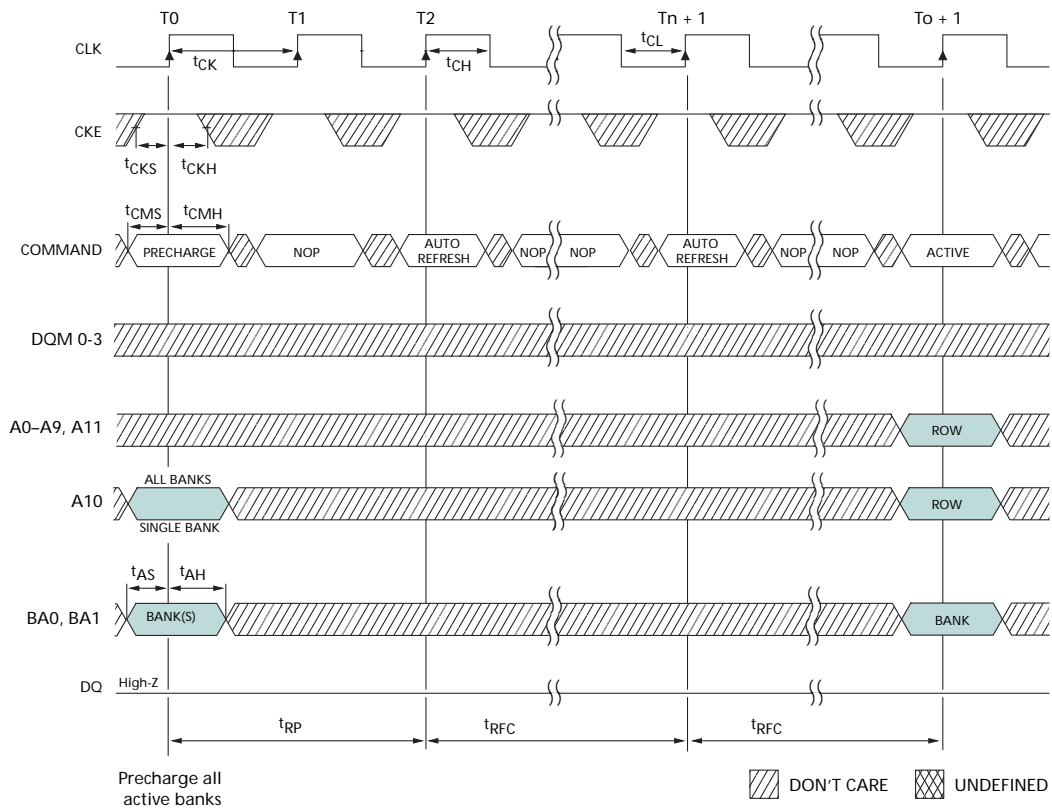 T0 T1 T2 Tn + 1 To + 1
CLK
tCK tCH tCL
CKE
tCKS tCKH
tCMS tCMH
COMMAND PRECHARGE NOP AUTO REFRESH NOP NOP AUTO REFRESH NOP NOP ACTIVE
DQM 0-3
A0–A9, A11 ROW
ALL BANKS
A10 ROW
SINGLE BANK
tAS tAH
BA0, BA1 BANK(S) BANK
DQ High-Z
tRP tRFC tRFC
Precharge all
active banks
DON'T CARE UNDEFINED